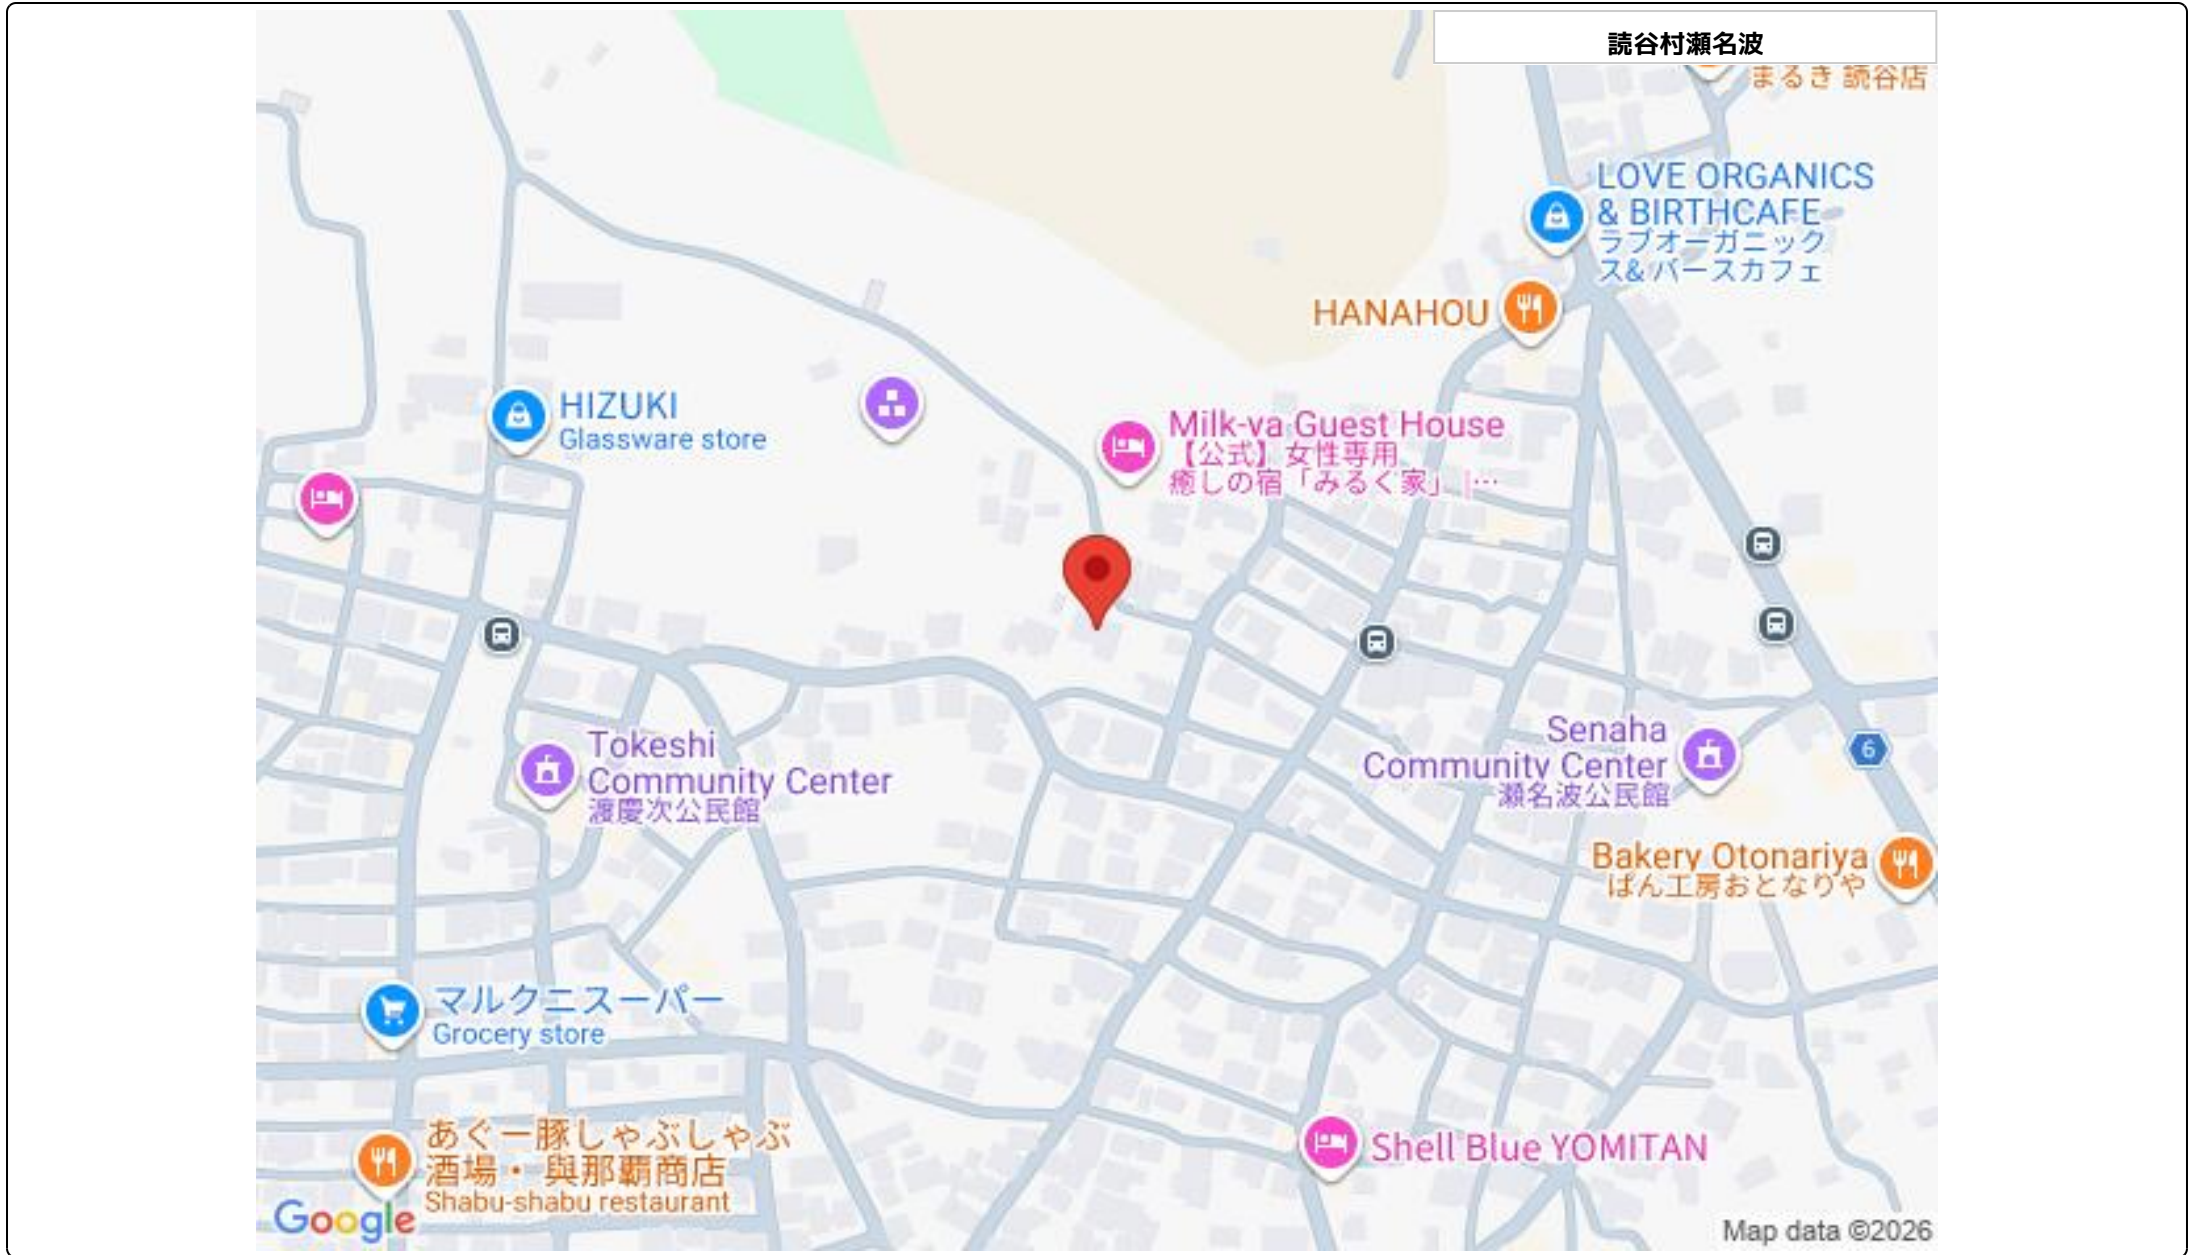 読谷村瀬名波
まるき 読谷店
LOVE ORGANICS
& BIRTHCAFE
ラブオーガニック
ス&バースカフェ
HANAHOU
HIZUKI
Glassware store
Milk-va Guest House
【公式】女性専用
癒しの宿「みるく家」 |…
Tokeshi
Community Center
渡慶次公民館
Senaha
Community Center
瀬名波公民館
6
Bakery Otonariya
ぱん工房おとなりや
マルクニスーパー
Grocery store
あぐー豚しゃぶしゃぶ
酒場・ 與那覇商店
Shabu-shabu restaurant
Shell Blue YOMITAN
Google
Map data ©2026